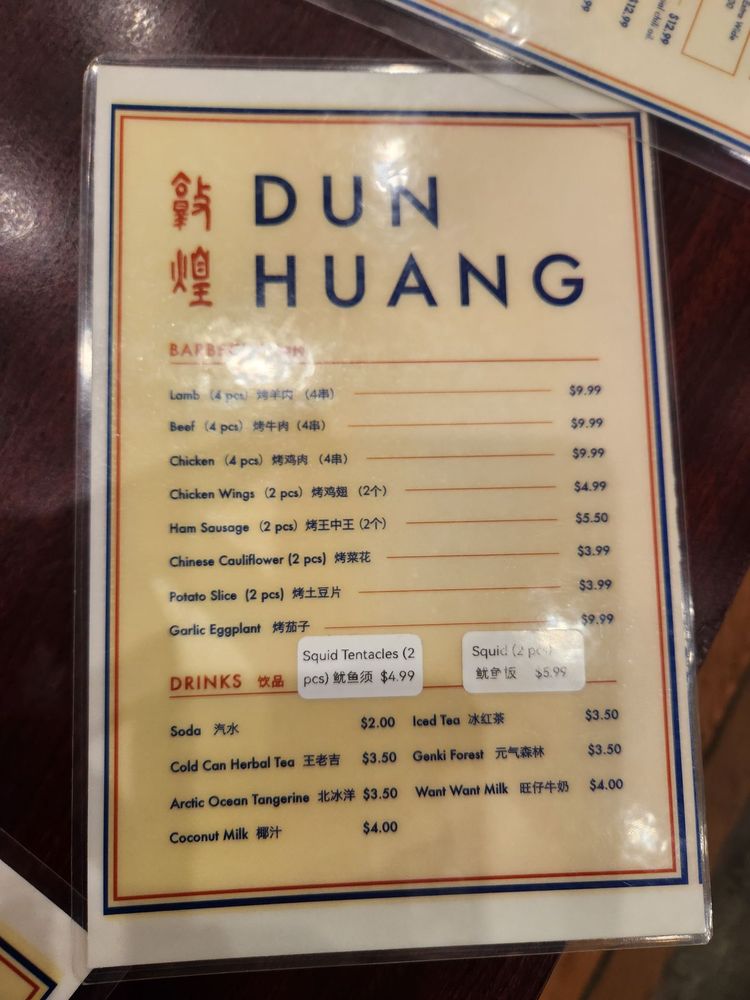 12.99
$12.99
$12.99
敦煌
DUN
HUANG
Lamb (4 pcs) 烤羊肉 (4串) $9.99
Beef (4 pcs) 烤牛肉 (4串) $9.99
Chicken (4 pcs) 烤鸡肉 (4串) $9.99
Chicken Wings (2 pcs) 烤鸡翅 (2个) $4.99
Ham Sausage (2 pcs) 烤王中王 (2个) $5.50
Chinese Cauliflower (2 pcs) 烤菜花 $3.99
Potato Slice (2 pcs) 烤土豆片 $3.99
Garlic Eggplant 烤茄子 $9.99
Squid Tentacles (2
pcs) 鱿鱼须 $4.99
Squid (2 pcs)
鱿鱼板 $5.99
DRINKS 饮品
Soda 汽水 $2.00 Iced Tea 冰红茶 $3.50
Cold Can Herbal Tea 王老吉 $3.50 Genki Forest 元气森林 $3.50
Arctic Ocean Tangerine 北冰洋 $3.50 Want Want Milk 旺仔牛奶 $4.00
Coconut Milk 椰汁 $4.00